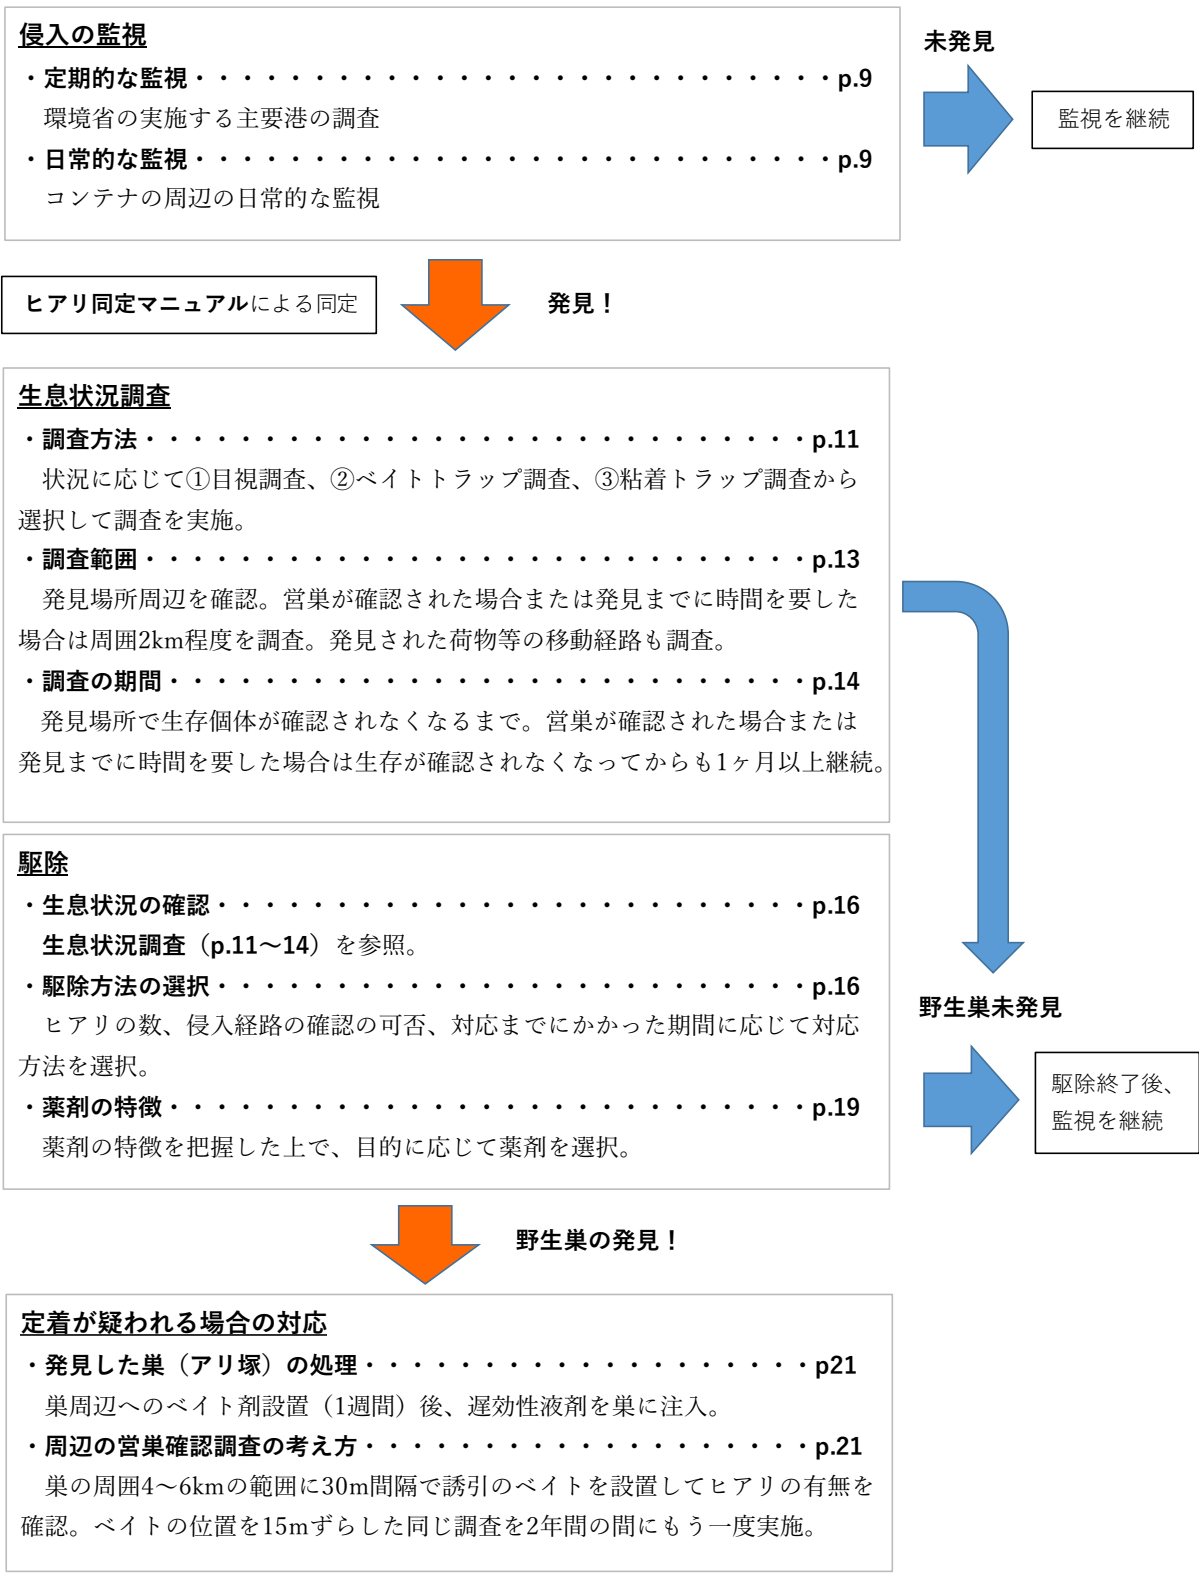 侵入の監視
・定期的な監視・・・・・・・・・・・・・・・・・・・・・・・・・・・p.9
環境省の実施する主要港の調査
・日常的な監視・・・・・・・・・・・・・・・・・・・・・・・・・・・p.9
コンテナの周辺の日常的な監視
未発見
監視を継続
ヒアリ同定マニュアルによる同定
発見！
生息状況調査
・調査方法・・・・・・・・・・・・・・・・・・・・・・・・・・・・p.11
状況に応じて①目視調査、②ベイトトラップ調査、③粘着トラップ調査から
選択して調査を実施。
・調査範囲・・・・・・・・・・・・・・・・・・・・・・・・・・・・p.13
発見場所周辺を確認。営巣が確認された場合または発見までに時間を要した
場合は周囲2km程度を調査。発見された荷物等の移動経路も調査。
・調査の期間・・・・・・・・・・・・・・・・・・・・・・・・・・・p.14
発見場所で生存個体が確認されなくなるまで。営巣が確認された場合または
発見までに時間を要した場合は生存が確認されなくなってからも1ヶ月以上継続。
駆除
・生息状況の確認・・・・・・・・・・・・・・・・・・・・・・・・・p.16
生息状況調査（p.11～14）を参照。
・駆除方法の選択・・・・・・・・・・・・・・・・・・・・・・・・・p.16
ヒアリの数、侵入経路の確認の可否、対応までにかかった期間に応じて対応
方法を選択。
・薬剤の特徴・・・・・・・・・・・・・・・・・・・・・・・・・・・p.19
薬剤の特徴を把握した上で、目的に応じて薬剤を選択。
野生巣未発見
駆除終了後、
監視を継続
野生巣の発見！
定着が疑われる場合の対応
・発見した巣（アリ塚）の処理・・・・・・・・・・・・・・・・・・・p21
巣周辺へのベイト剤設置（1週間）後、遅効性液剤を巣に注入。
・周辺の営巣確認調査の考え方・・・・・・・・・・・・・・・・・・・p.21
巣の周囲4～6kmの範囲に30m間隔で誘引のベイトを設置してヒアリの有無を
確認。ベイトの位置を15mずらした同じ調査を2年間の間にもう一度実施。